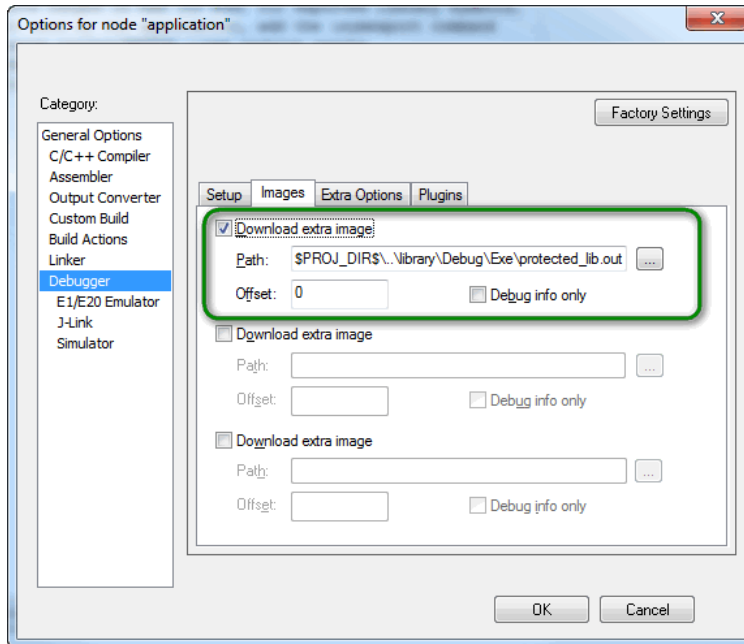 Options for node "application"
X
Category:
Factory Settings
General Options
C/C++ Compiler
Assembler
Output Converter
Custom Build
Build Actions
Linker
Debugger
E1/E20 Emulator
J-Link
Simulator
Setup Images Extra Options Plugins
Download extra image
Path: $PROJ_DIR$\..\library\Debug\Exe\protected_lib.out ...
Offset: 0 Debug info only
Download extra image
Path: ...
Offset: Debug info only
Download extra image
Path: ...
Offset: Debug info only
OK Cancel